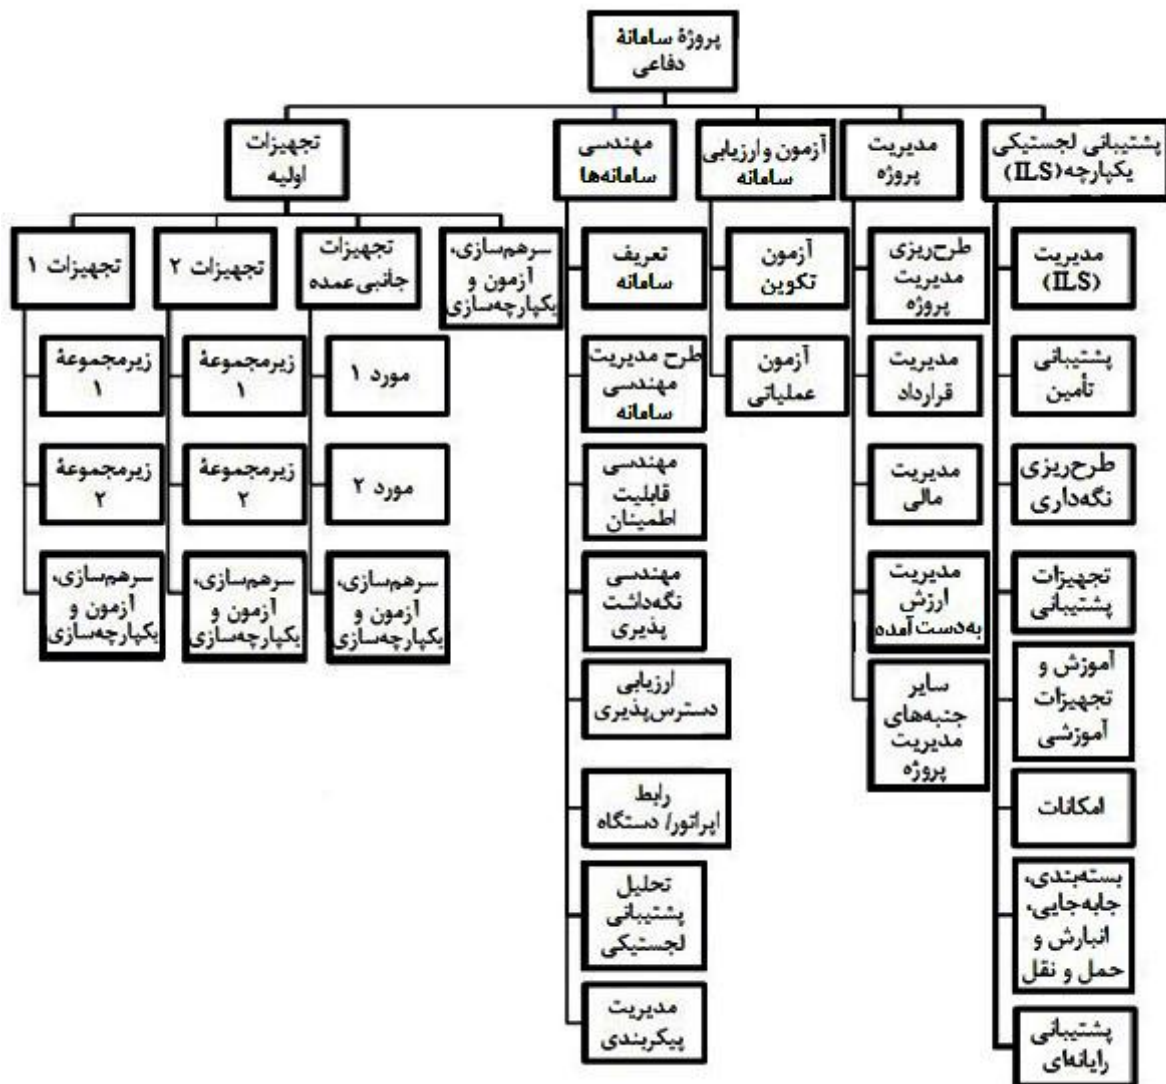 پروژهٔ سامانهٔ
دفاعی
پشتیبانی لجستیکی
یکپارچه(ILS)
مدیریت
پروژه
آزمون و ارزیابی
سامانه
مهندسی
سامانه‌ها
تجهیزات
اولیه
مدیریت
(ILS)
پشتیبانی
تأمین
طرح‌ریزی
نگه‌داری
تجهیزات
پشتیبانی
آموزش و
تجهیزات
آموزشی
امکانات
بسته‌بندی،
جابه‌جایی،
انبارش و
حمل و نقل
پشتیبانی
رایانه‌ای
طرح‌ریزی
مدیریت
پروژه
مدیریت
قرارداد
مدیریت
مالی
مدیریت
ارزش
به‌دست آمده
سایر
جنبه‌های
مدیریت
پروژه
آزمون
تکوین
آزمون
عملیاتی
تعریف
سامانه
طرح مدیریت
مهندسی
سامانه
مهندسی
قابلیت
اطمینان
مهندسی
نگه‌داشت
پذیری
ارزیابی
دسترس‌پذیری
رابط
اپراتور/ دستگاه
تحلیل
پشتیبانی
لجستیکی
مدیریت
پیکربندی
سرهم‌سازی،
آزمون و
یکپارچه‌سازی
تجهیزات
جانبی عمده
مورد ۱
مورد ۲
سرهم‌سازی،
آزمون و
یکپارچه‌سازی
تجهیزات ۲
زیرمجموعهٔ
۱
زیرمجموعهٔ
۲
سرهم‌سازی،
آزمون و
یکپارچه‌سازی
تجهیزات ۱
زیرمجموعهٔ
۱
زیرمجموعهٔ
۲
سرهم‌سازی،
آزمون و
یکپارچه‌سازی